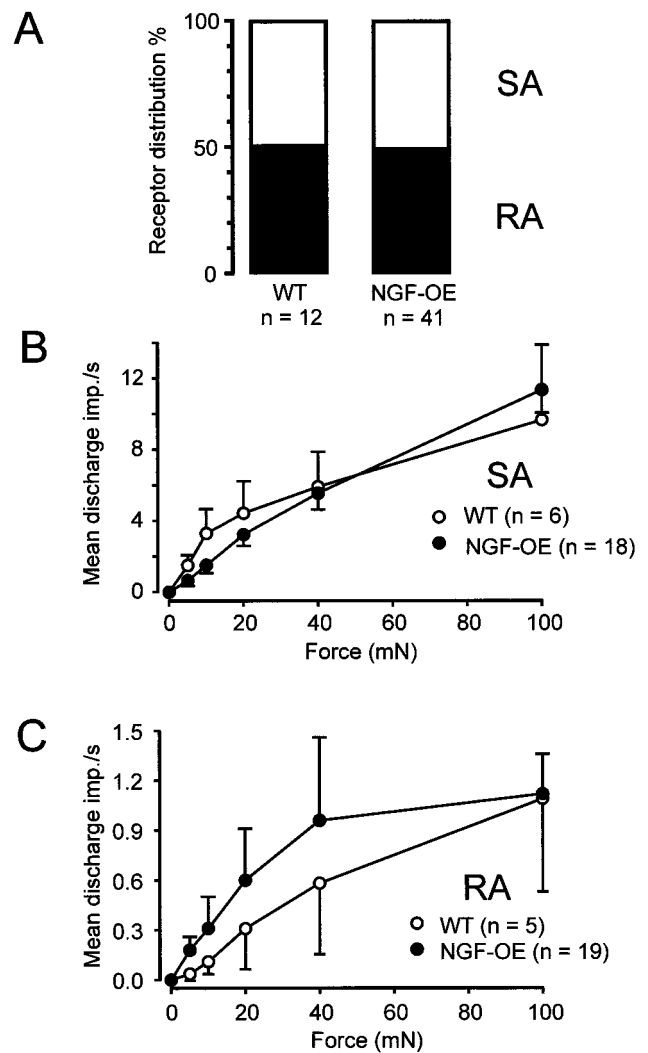 A
Receptor distribution %
100
50
0
SA
RA
WT
n = 12
NGF-OE
n = 41
B
Mean discharge imp./s
12
8
4
0
SA
WT (n = 6)
NGF-OE (n = 18)
0 20 40 60 80 100
Force (mN)
C
Mean discharge imp./s
1.5
1.2
0.9
0.6
0.3
0.0
RA
WT (n = 5)
NGF-OE (n = 19)
0 20 40 60 80 100
Force (mN)